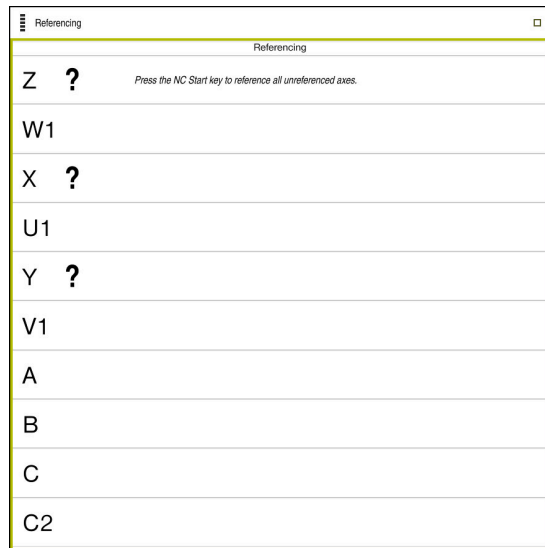 Referencing
Referencing
Z ? Press the NC Start key to reference all unreferenced axes.
W1
X ?
U1
Y ?
V1
A
B
C
C2